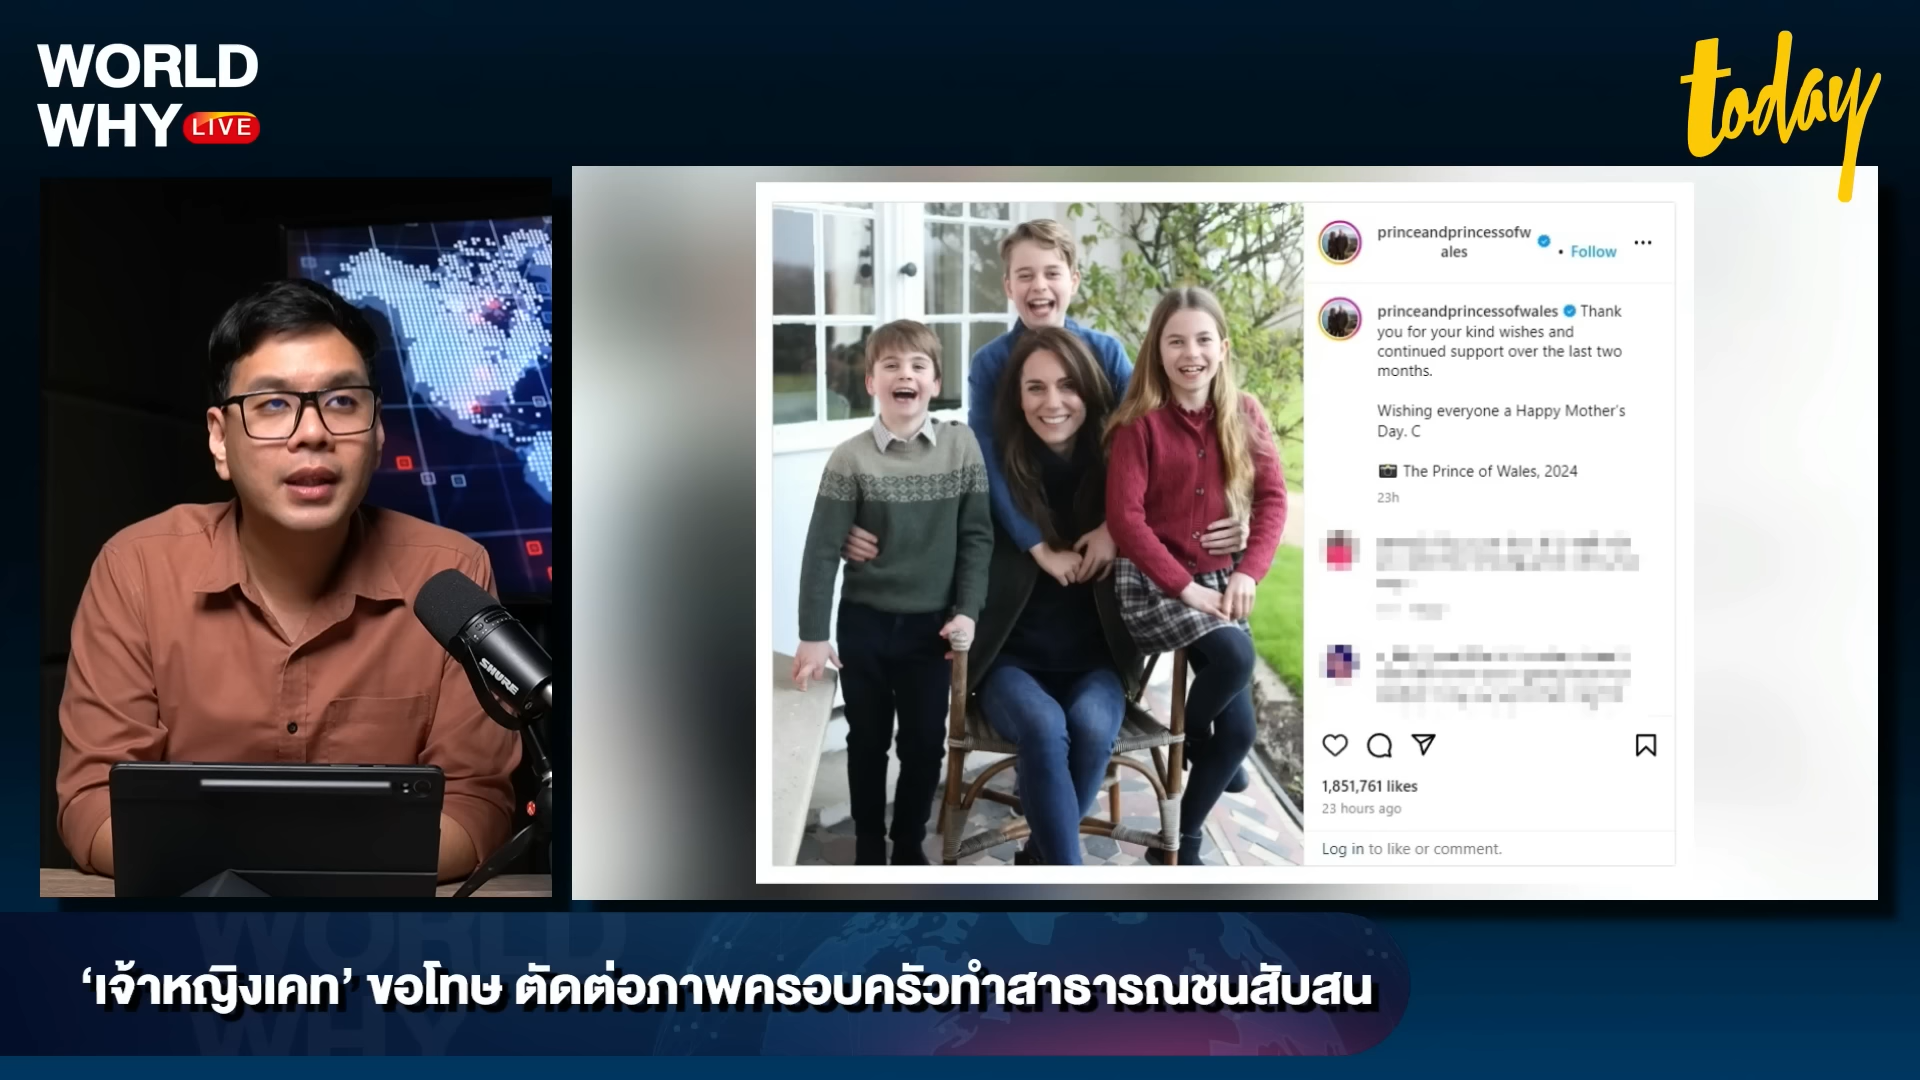 WORLD
WHY LIVE
today
princeandprincessofw
ales
• Follow
princeandprincessofwales Thank
you for your kind wishes and
continued support over the last two
months.
Wishing everyone a Happy Mother's
Day. C
The Prince of Wales, 2024
23h
1,851,761 likes
23 hours ago
Log in to like or comment.
SHURE
‘เจ้าหญิงเคท’ ขอโทษ ตัดต่อภาพครอบครัวทำสาธารณชนสับสน